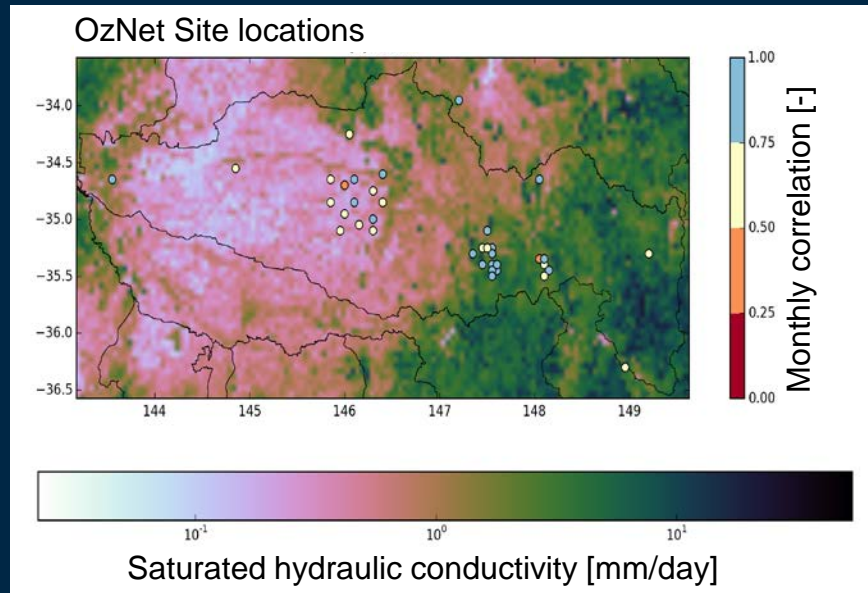 OzNet Site locations
1.00
−34.0
0.75
−34.5
−35.0
0.50
−35.5
0.25
−36.0
−36.5
0.00
Monthly correlation [-]
144 145 146 147 148 149
10⁻¹ 10⁰ 10¹
Saturated hydraulic conductivity [mm/day]